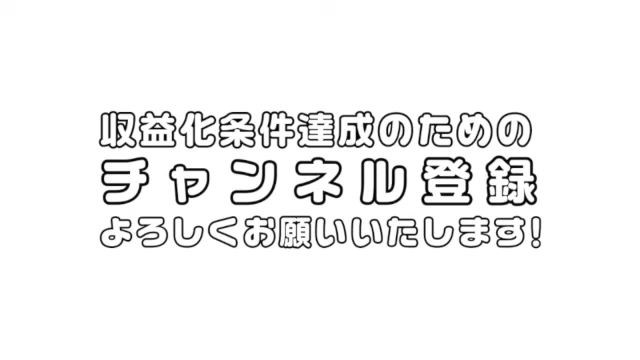 収益化条件達成のための
チャンネル登録
よろしくお願いいたします!